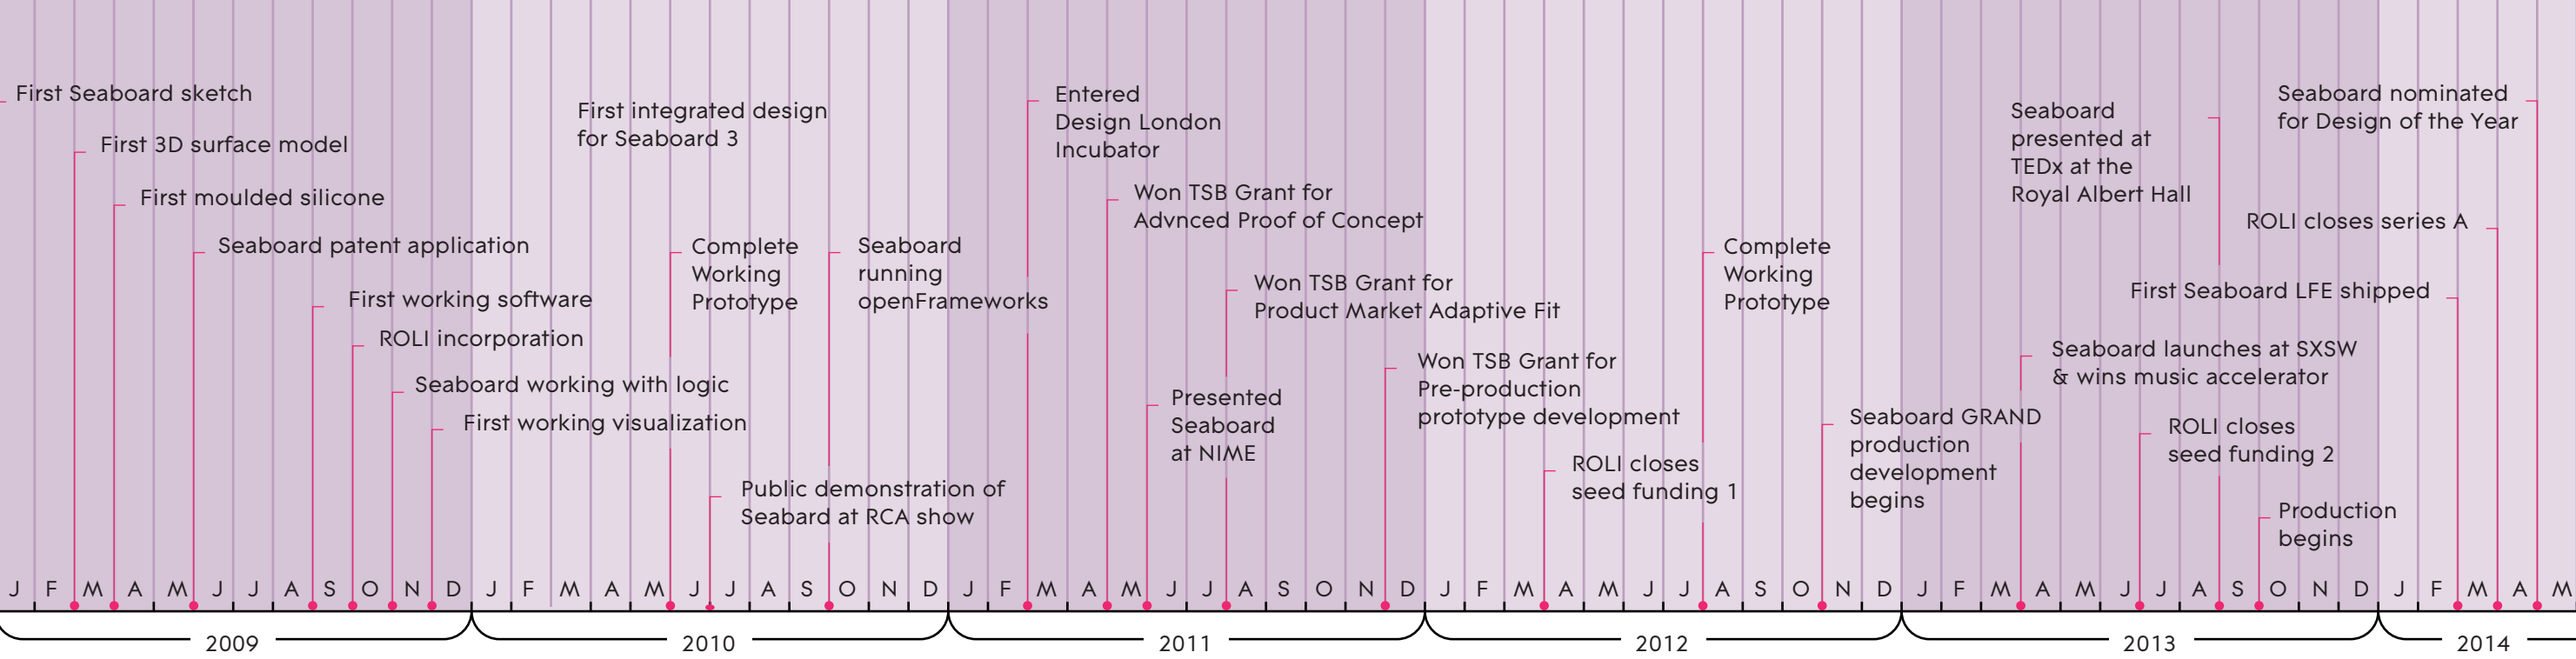 First Seaboard sketch
First 3D surface model
First moulded silicone
Seaboard patent application
First working software
ROLI incorporation
Seaboard working with logic
First working visualization
First integrated design
for Seaboard 3
Complete
Working
Prototype
Public demonstration of
Seabard at RCA show
Seaboard
running
openFrameworks
Entered
Design London
Incubator
Won TSB Grant for
Advnced Proof of Concept
Presented
Seaboard
at NIME
Won TSB Grant for
Product Market Adaptive Fit
Won TSB Grant for
Pre-production
prototype development
ROLI closes
seed funding 1
Complete
Working
Prototype
Seaboard GRAND
production
development
begins
Seaboard launches at SXSW
& wins music accelerator
ROLI closes
seed funding 2
Seaboard
presented at
TEDx at the
Royal Albert Hall
Production
begins
First Seaboard LFE shipped
ROLI closes series A
Seaboard nominated
for Design of the Year
J F M A M J J A S O N D J F M A M J J A S O N D J F M A M J J A S O N D J F M A M J J A S O N D J F M A M J J A S O N D J F M A M
2009 2010 2011 2012 2013 2014